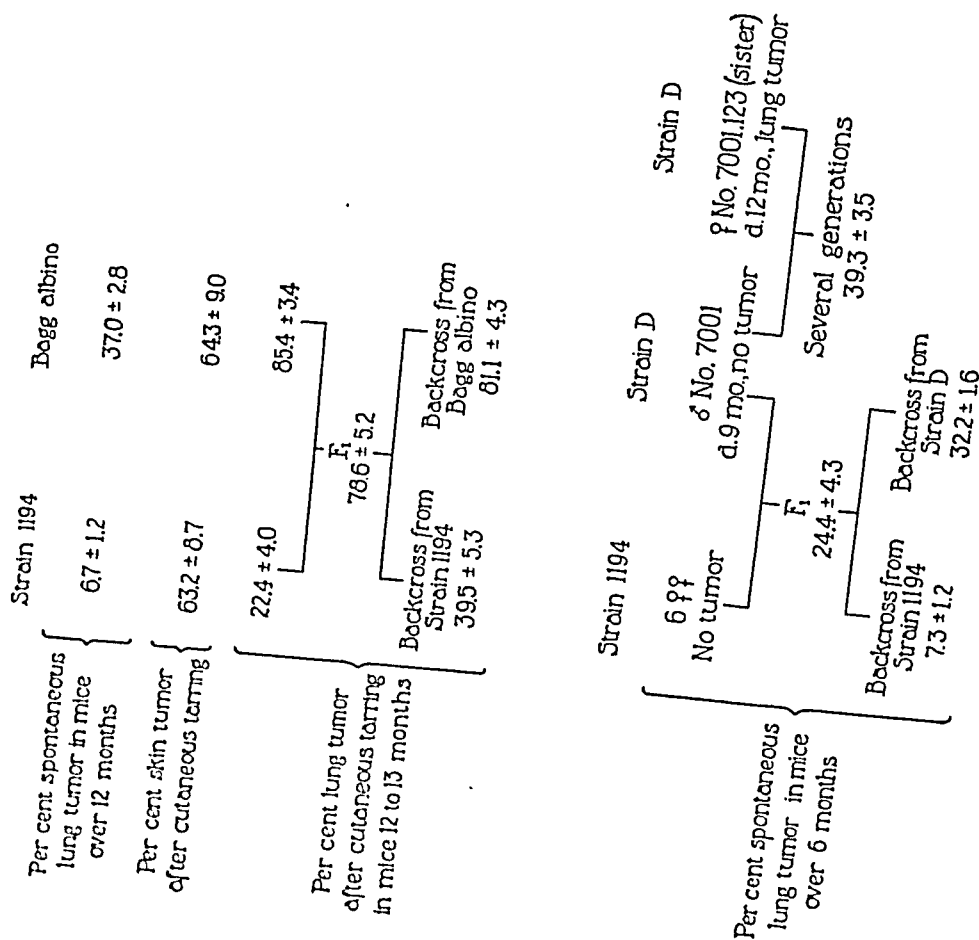 Strain 1194
Bagg albino
Per cent spontaneous
lung tumor in mice
over 12 months
6.7 ± 1.2
37.0 ± 2.8
Per cent skin tumor
after cutaneous tarring
63.2 ± 8.7
64.3 ± 9.0
Per cent lung tumor
after cutaneous tarring
in mice 12 to 13 months
22.4 ± 4.0
85.4 ± 3.4
F1
78.6 ± 5.2
Backcross from
Strain 1194
39.5 ± 5.3
Backcross from
Bagg albino
81.1 ± 4.3
Strain 1194
Strain D
Strain D
Per cent spontaneous
lung tumor in mice
over 6 months
6 ♀♀
No tumor
♂ No. 7001
d. 9 mo., no tumor
♀ No. 7001.123 (sister)
d. 12 mo., lung tumor
F1
24.4 ± 4.3
Several generations
39.3 ± 3.5
Backcross from
Strain 1194
7.3 ± 1.2
Backcross from
Strain D
32.2 ± 1.6